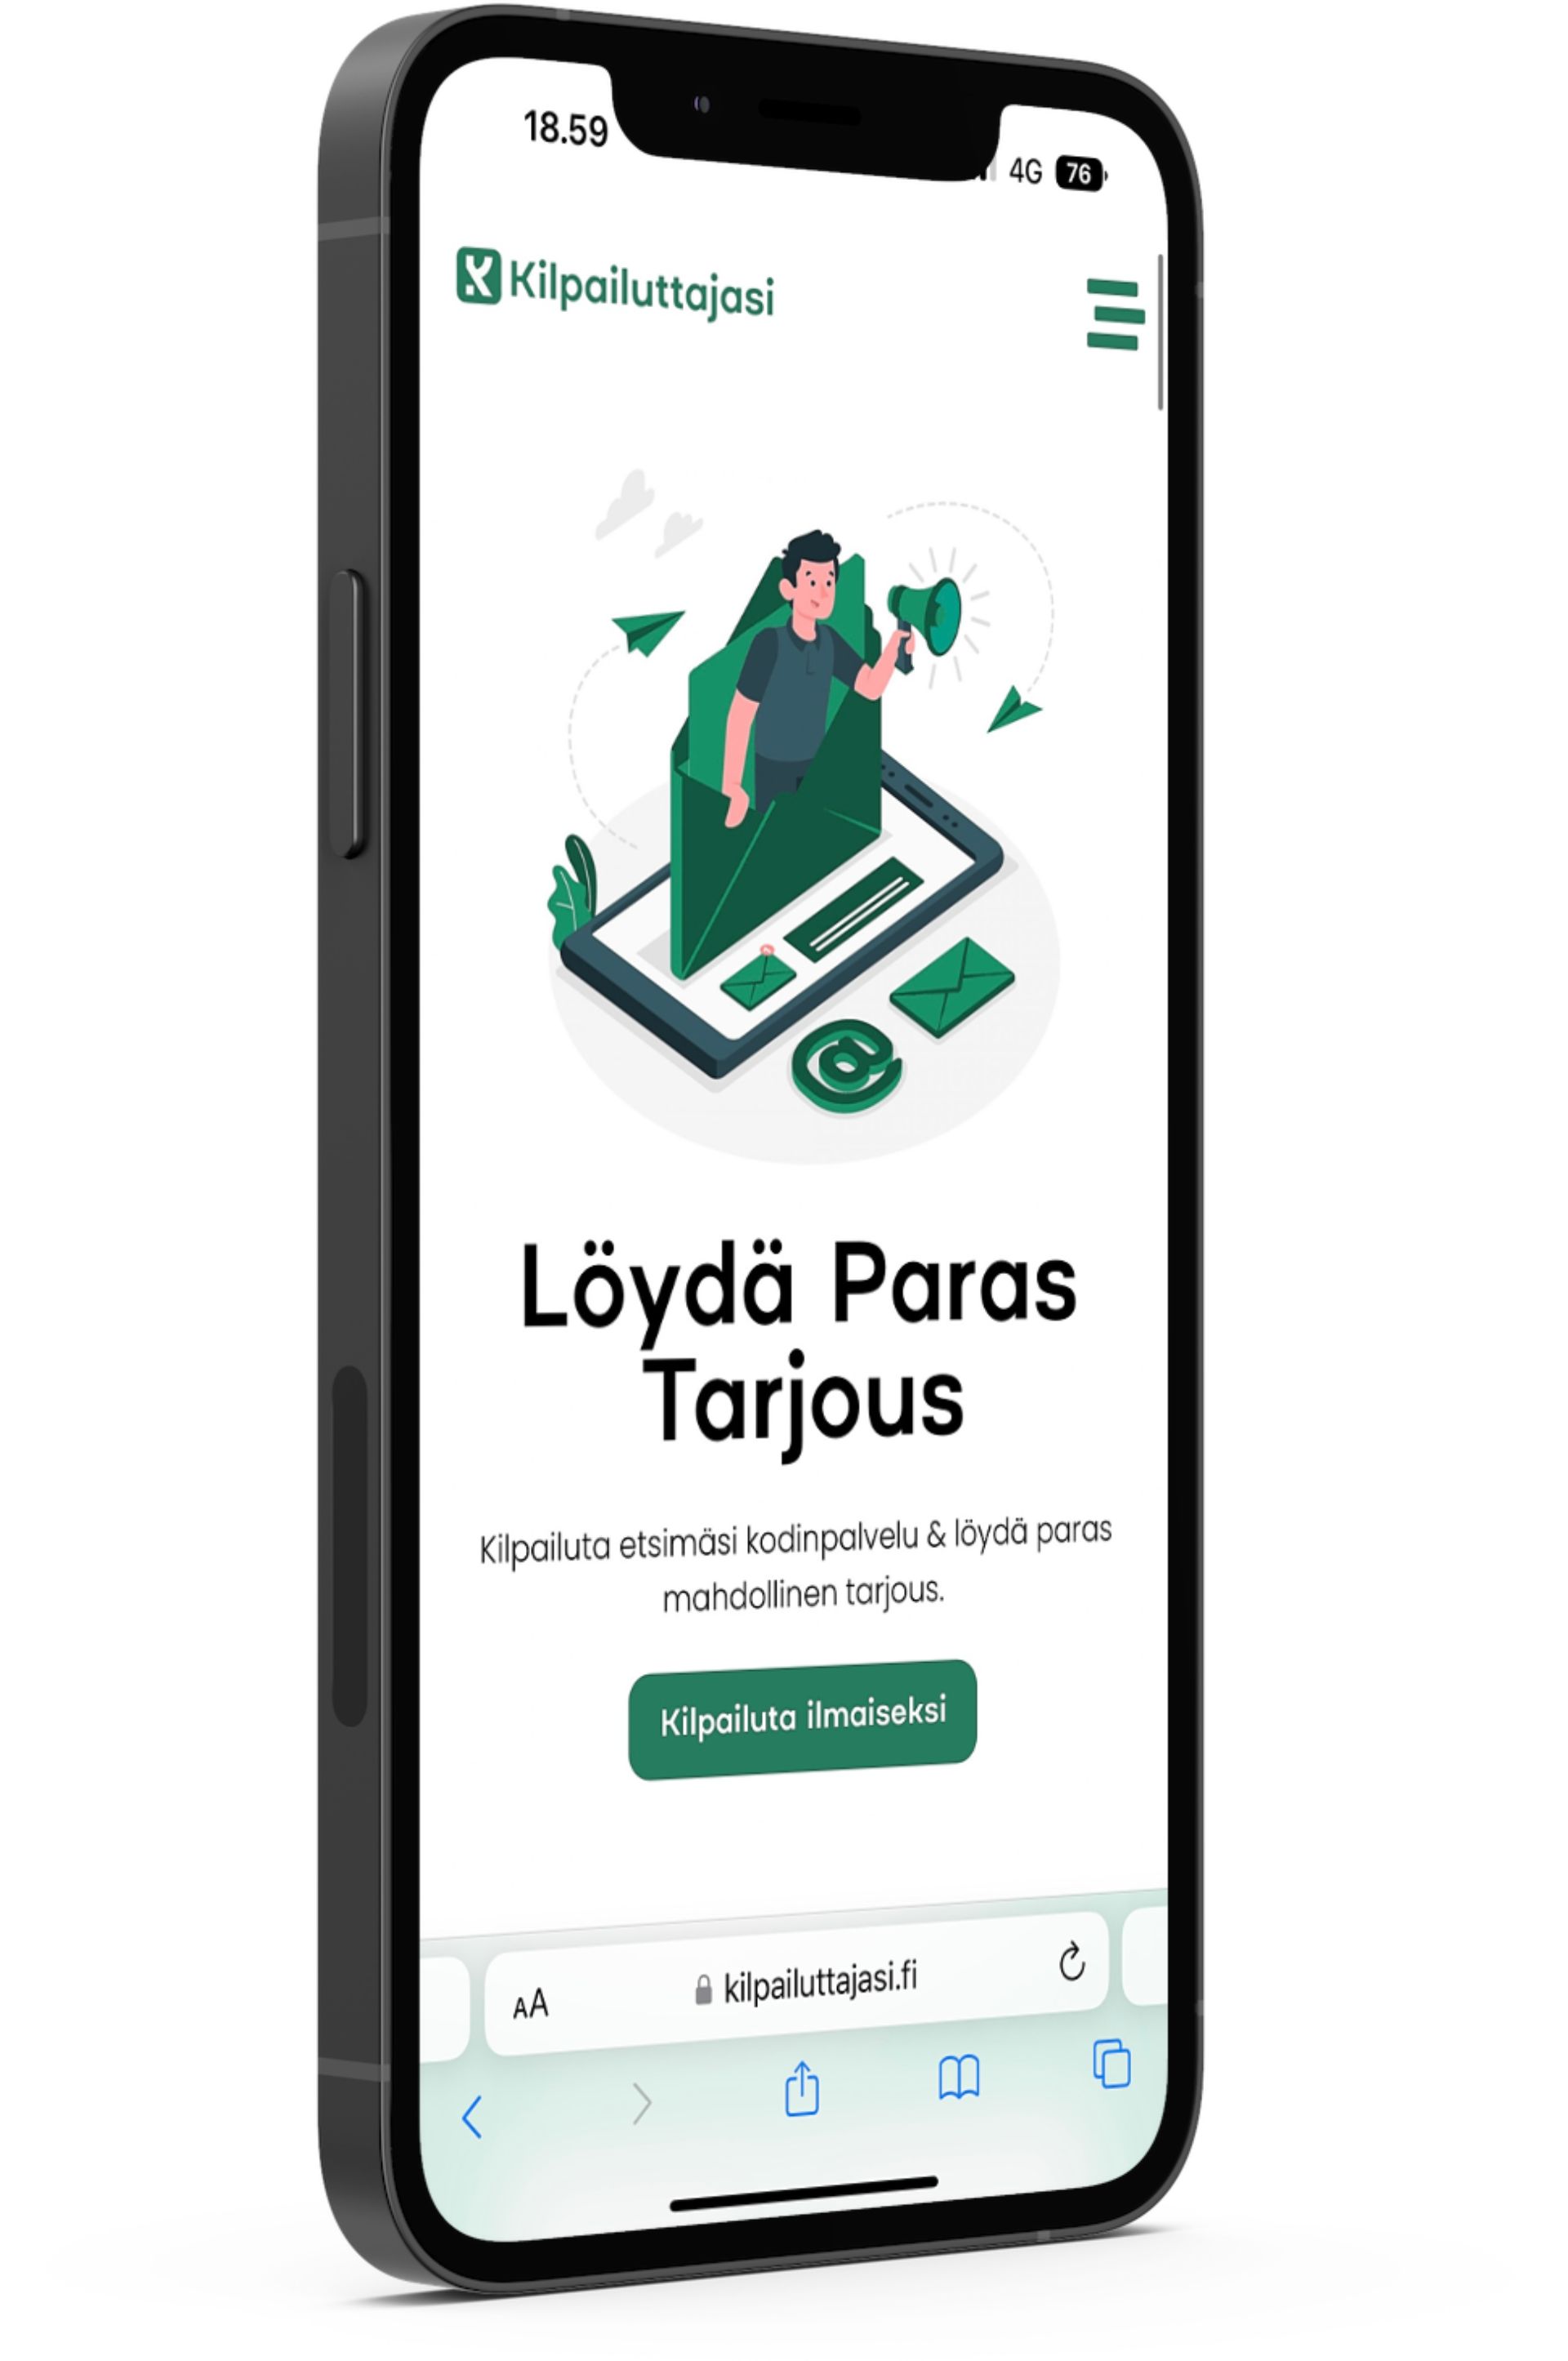 18.59
4G 76
Kilpailuttajasi
Löydä Paras
Tarjous
Kilpailuta etsimäsi kodinpalvelu & löydä paras
mahdollinen tarjous.
Kilpailuta ilmaiseksi
AA kilpailuttajasi.fi